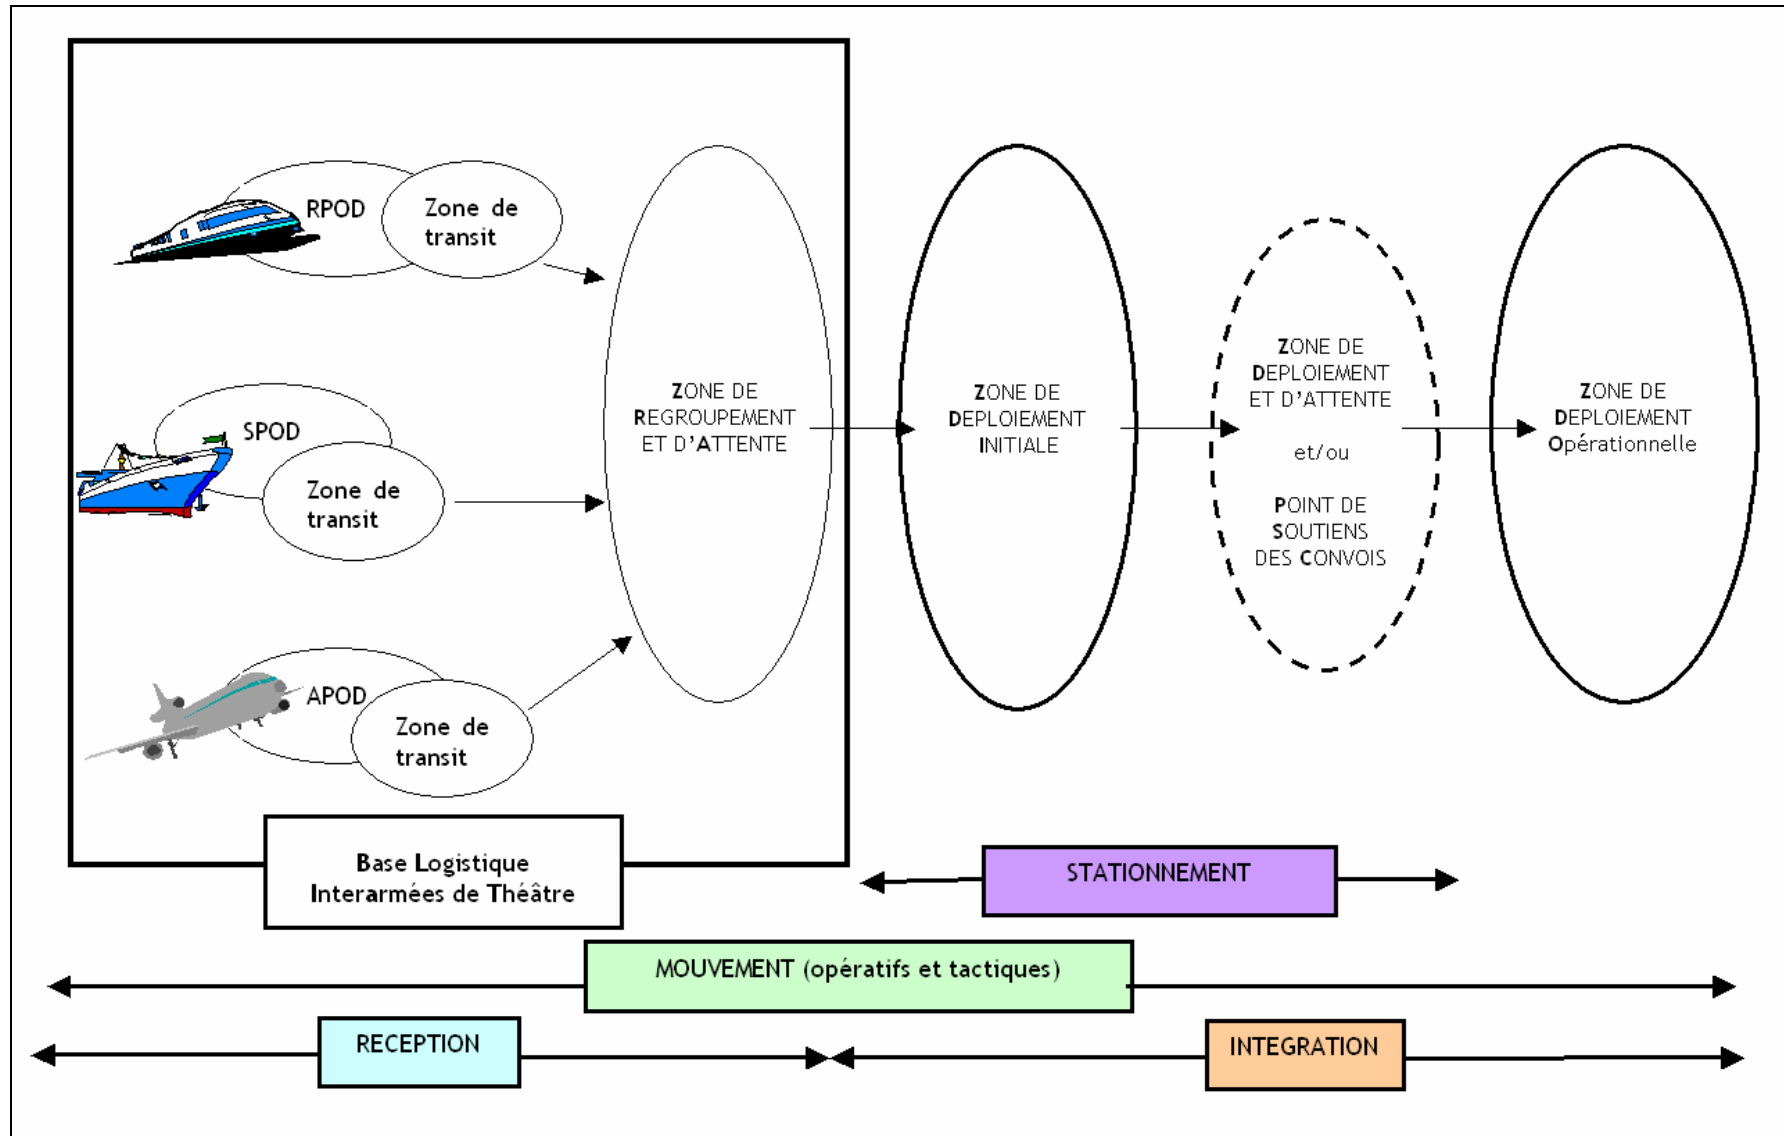 RPOD
Zone de
transit
SPOD
Zone de
transit
APOD
Zone de
transit
ZONE DE
REGROUPEMENT
ET D'ATTENTE
ZONE DE
DEPLOIEMENT
INITIALE
ZONE DE
DEPLOIEMENT
ET D'ATTENTE
et/ou
POINT DE
SOUTIENS
DES CONVOIS
ZONE DE
DEPLOIEMENT
Opérationnelle
Base Logistique
Interarmées de Théâtre
STATIONNEMENT
MOUVEMENT (opératifs et tactiques)
RECEPTION
INTEGRATION